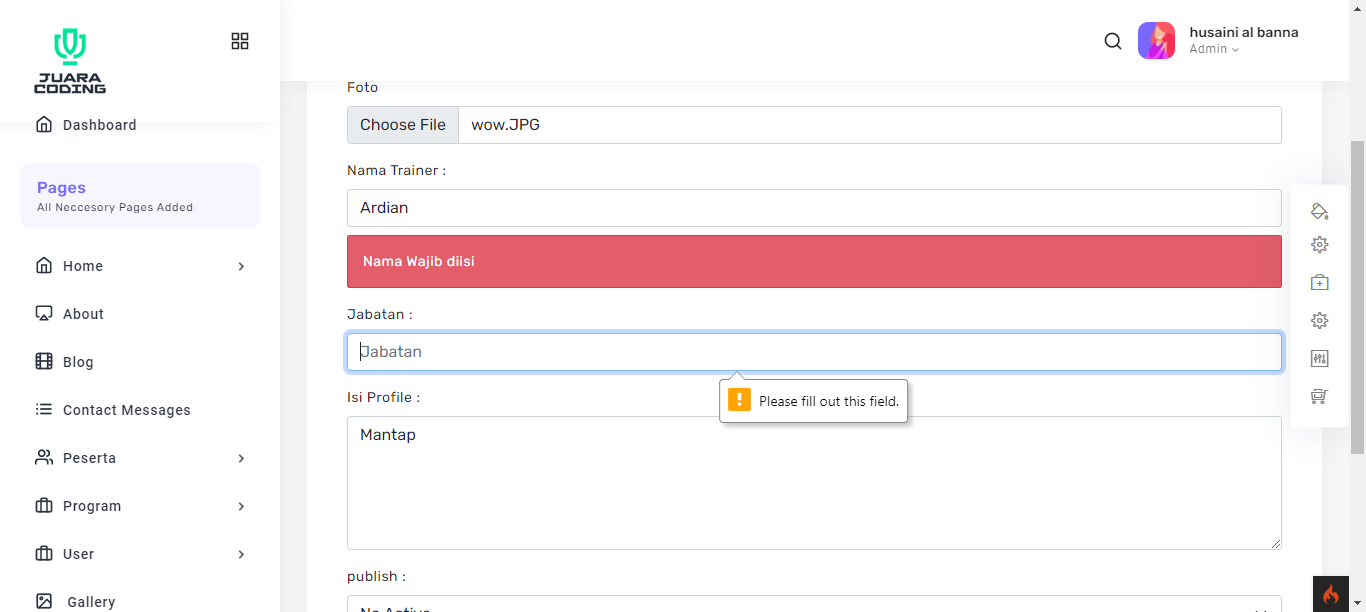 JUARA
CODING
husaini al banna
Admin
Dashboard
Pages
All Neccesory Pages Added
Home
About
Blog
Contact Messages
Peserta
Program
User
Gallery
Foto
Choose File
wow.JPG
Nama Trainer :
Ardian
Nama Wajib diisi
Jabatan :
Jabatan
Please fill out this field.
Isi Profile :
Mantap
publish :
No Active